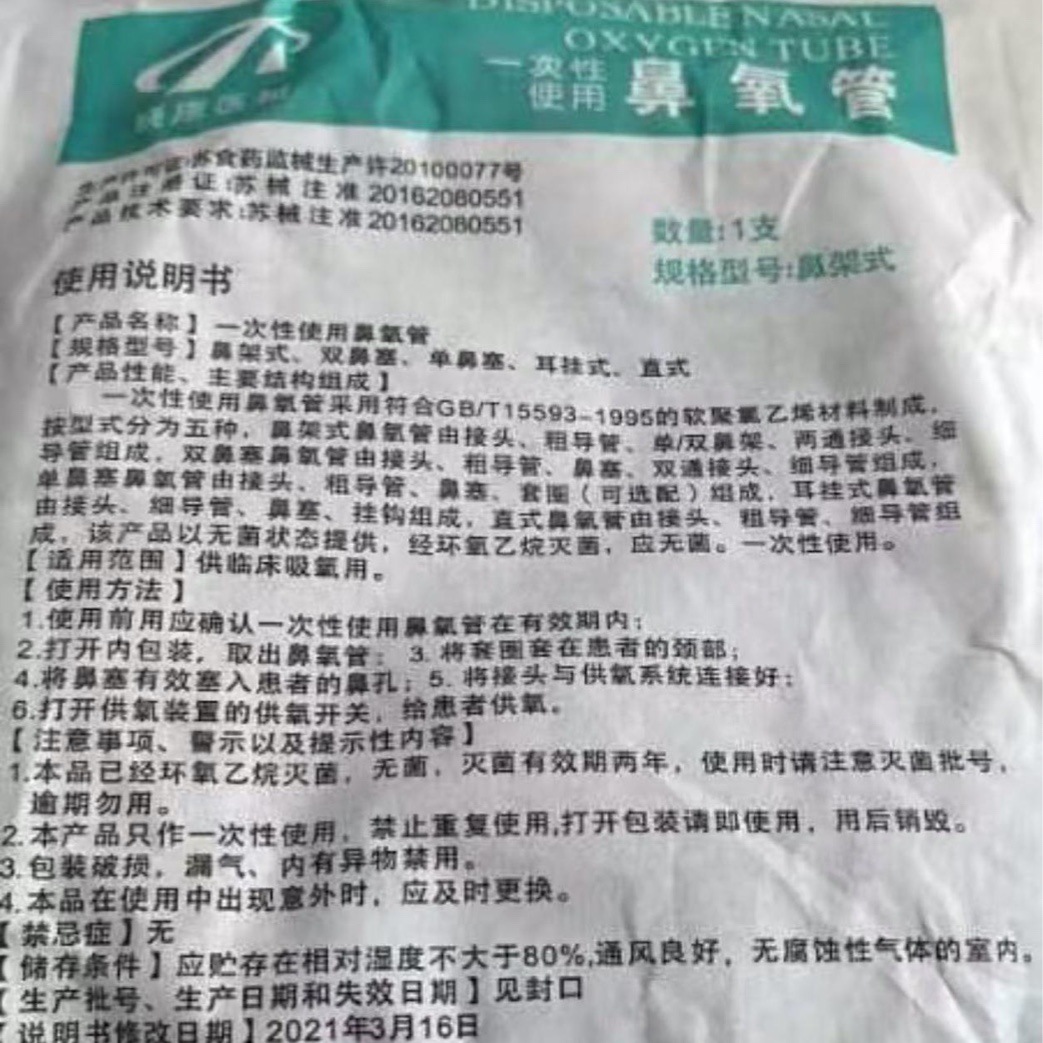 DISPOSABLE NASAL
OXYGEN TUBE
一次性
使用 鼻氧管
康医械
生产许可证:苏食药监械生产许20100077号
产品注册证:苏械注准20162080551
产品技术要求:苏械注准20162080551
数量:1支
规格型号:鼻架式
使用说明书
【产品名称】一次性使用鼻氧管
【规格型号】鼻架式、双鼻塞、单鼻塞、耳挂式、直式
【产品性能、主要结构组成】
一次性使用鼻氧管采用符合GB/T15593-1995的软聚氯乙烯材料制成,
按型式分为五种,鼻架式鼻氧管由接头、粗导管、单/双鼻架、两通接头、细
导管组成,双鼻塞鼻氧管由接头、粗导管、鼻塞、双通接头、细导管组成,
单鼻塞鼻氧管由接头、粗导管、鼻塞、套圈(可选配)组成,耳挂式鼻氧管
由接头、细导管、鼻塞、挂钩组成,直式鼻氧管由接头、粗导管、细导管组
成,该产品以无菌状态提供,经环氧乙烷灭菌,应无菌。一次性使用。
【适用范围】供临床吸氧用。
【使用方法】
1.使用前用应确认一次性使用鼻氧管在有效期内;
2.打开内包装,取出鼻氧管; 3. 将套圈套在患者的颈部;
4.将鼻塞有效塞入患者的鼻孔; 5. 将接头与供氧系统连接好;
6.打开供氧装置的供氧开关,给患者供氧。
【注意事项、警示以及提示性内容】
1.本品已经环氧乙烷灭菌,无菌,灭菌有效期两年,使用时请注意灭菌批号,
逾期勿用。
2.本产品只作一次性使用,禁止重复使用,打开包装请即使用,用后销毁。
3.包装破损,漏气、内有异物禁用。
4.本品在使用中出现意外时,应及时更换。
【禁忌症】无
【储存条件】应贮存在相对湿度不大于80%,通风良好,无腐蚀性气体的室内。
【生产批号、生产日期和失效日期】见封口
【说明书修改日期】2021年3月16日